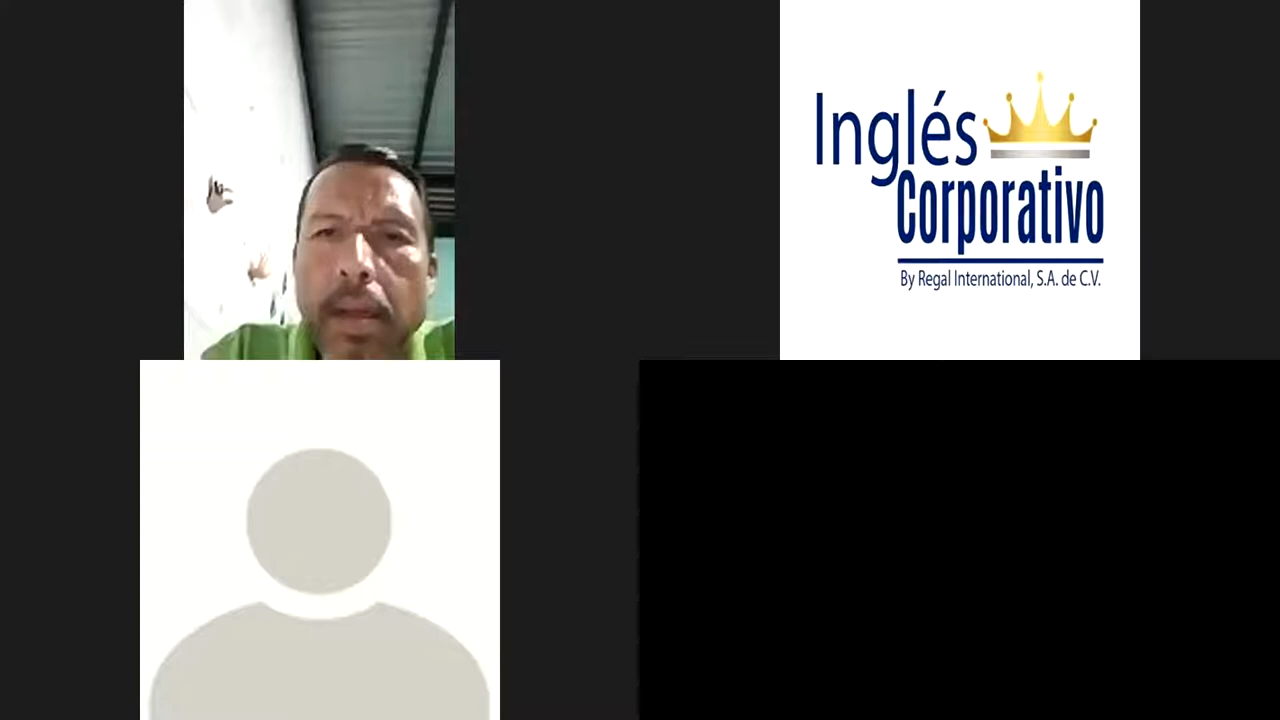 Inglés
Corporativo
By Regal International, S.A. de C.V.